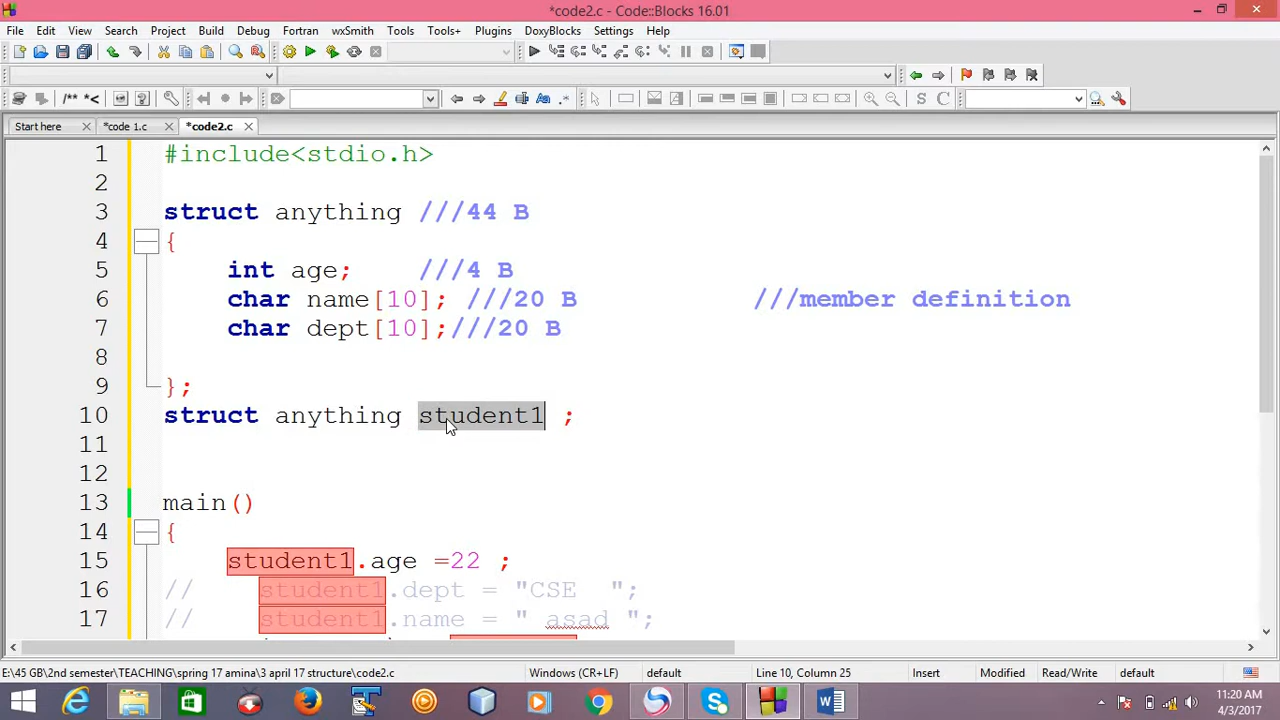 *code2.c - Code::Blocks 16.01
File Edit View Search Project Build Debug Fortran wxSmith Tools Tools+ Plugins DoxyBlocks Settings Help
/** *<
S C
Start here *code 1.c *code2.c
1 #include<stdio.h>
2
3 struct anything ///44 B
4 {
5 int age; ///4 B
6 char name[10]; ///20 B ///member definition
7 char dept[10];///20 B
8
9 };
10 struct anything student1 ;
11
12
13 main()
14 {
15 student1.age =22 ;
16 // student1.dept = "CSE ";
17 // student1.name = " asad ";
E:\45 GB\2nd semester\TEACHING\spring 17 amina\3 april 17 structure\code2.c Windows (CR+LF) default Line 10, Column 25 Insert Modified Read/Write default
11:20 AM
4/3/2017